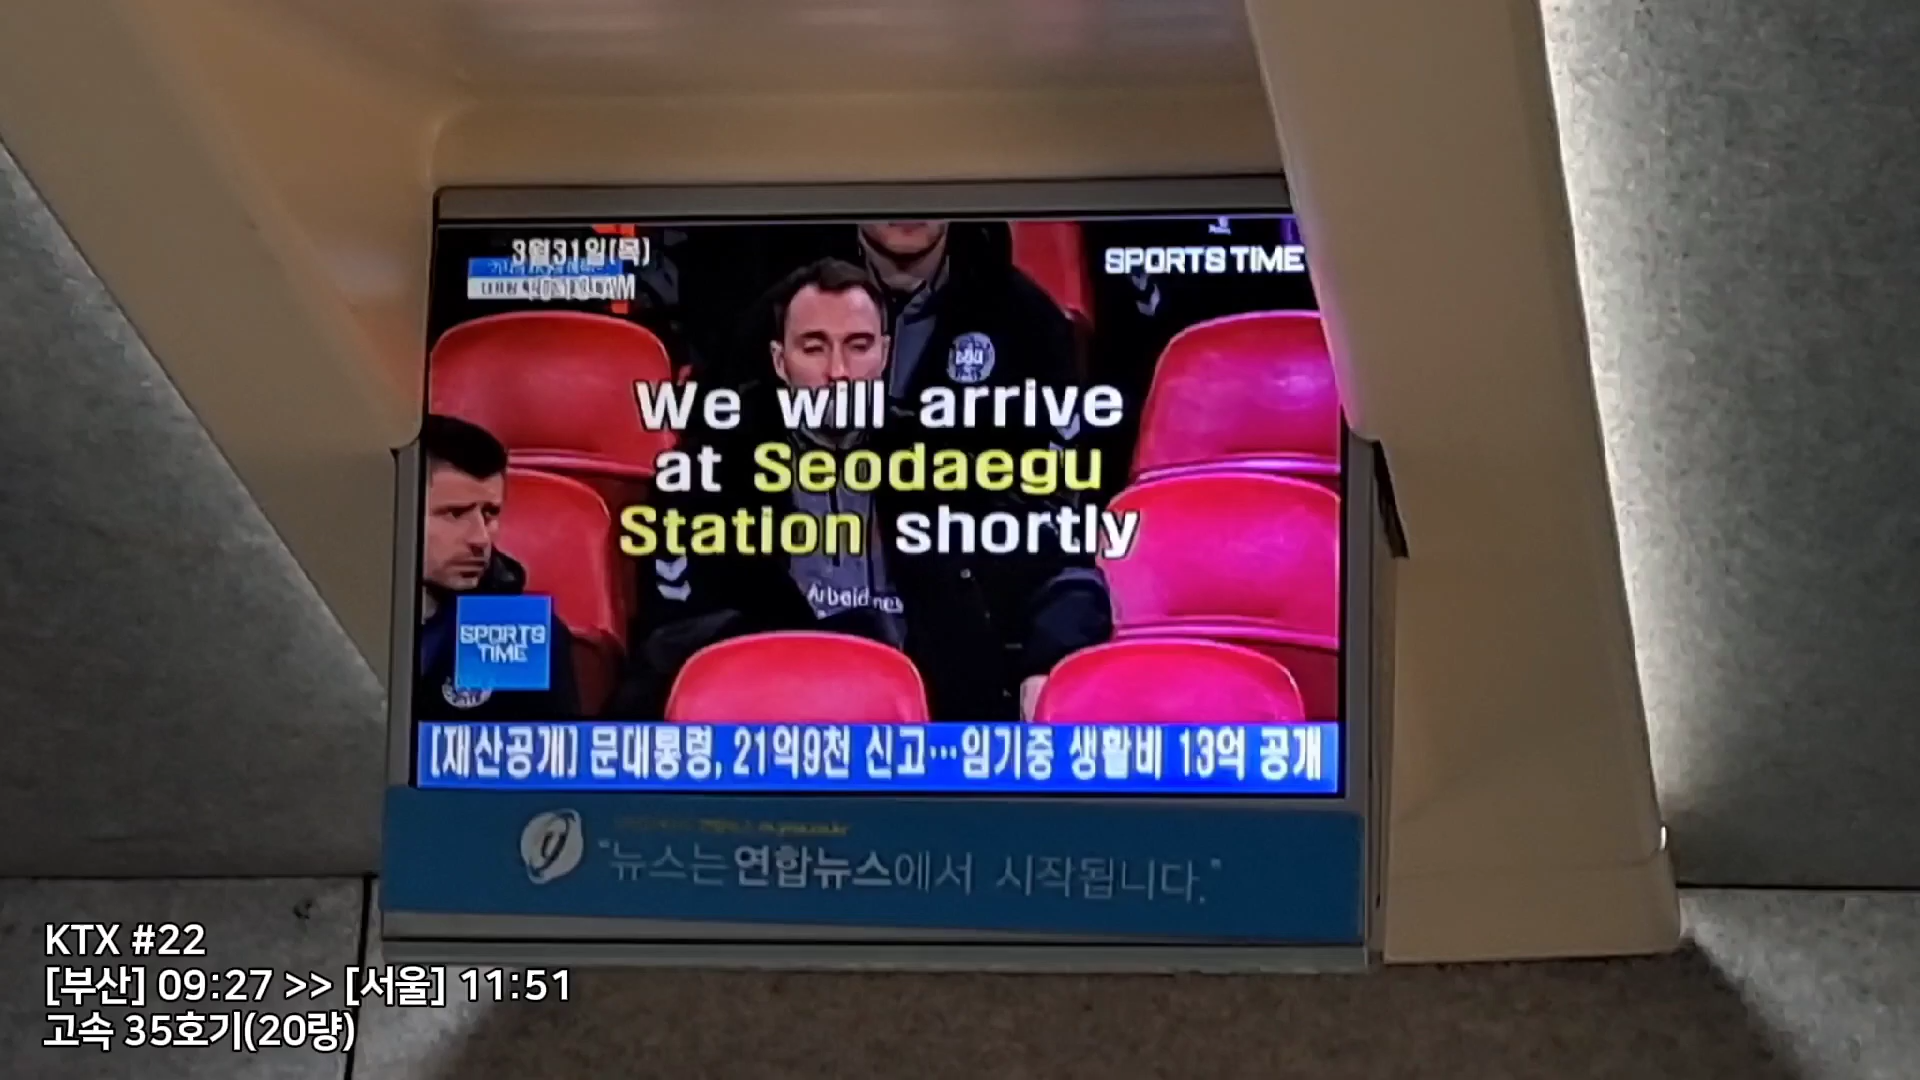 3월31일(목)
SPORTS TIME
We will arrive
at Seodaegu
Station shortly
Arbejdernes
SPORTS
TIME
[재산공개] 문대통령, 21억9천 신고…임기중 생활비 13억 공개
"뉴스는 연합뉴스에서 시작됩니다."
KTX #22
[부산] 09:27 >> [서울] 11:51
고속 35호기(20량)